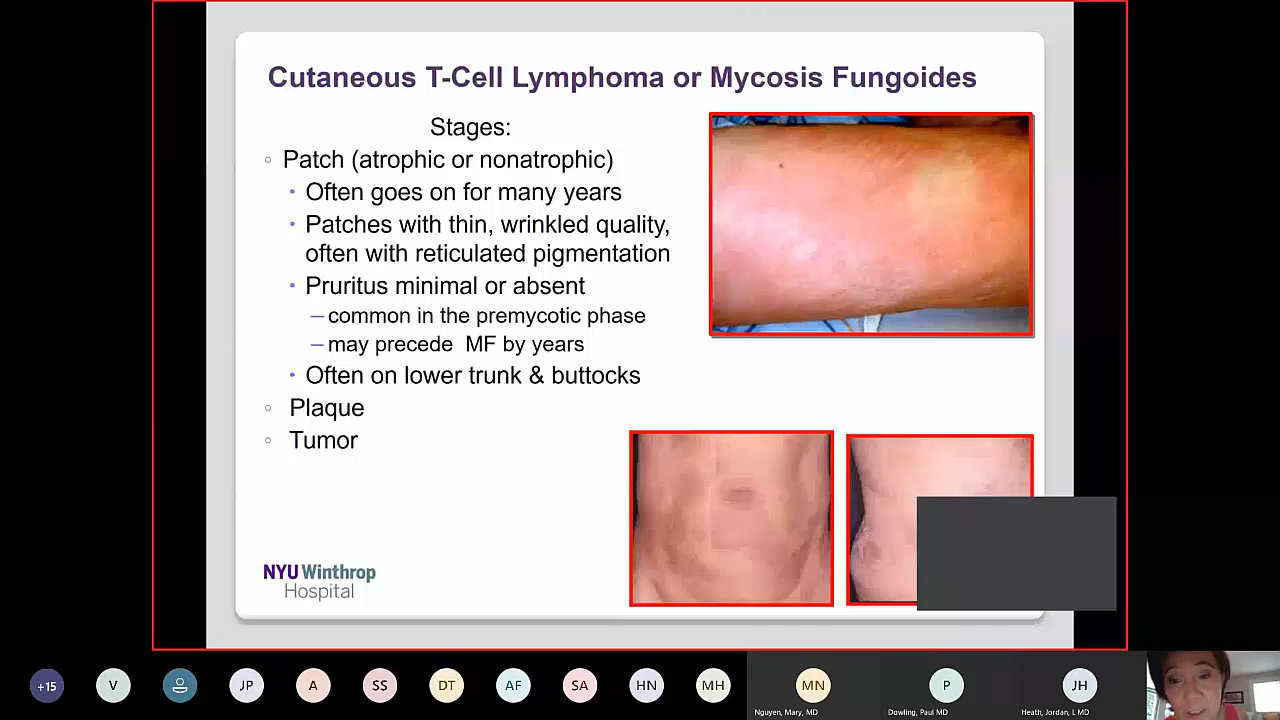 Cutaneous T-Cell Lymphoma or Mycosis Fungoides
Stages:
◦ Patch (atrophic or nonatrophic)
• Often goes on for many years
• Patches with thin, wrinkled quality,
often with reticulated pigmentation
• Pruritus minimal or absent
– common in the premycotic phase
– may precede MF by years
• Often on lower trunk & buttocks
◦ Plaque
◦ Tumor
NYU Winthrop
Hospital
+15
V
JP
A
SS
DT
AF
SA
HN
MH
MN
P
JH
Nguyen, Mary, MD
Dowling, Paul MD
Heath, Jordan, L MD